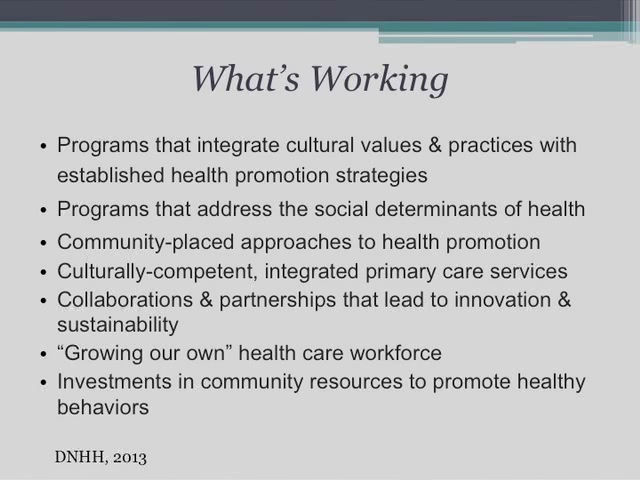 What's Working
• Programs that integrate cultural values & practices with
established health promotion strategies
• Programs that address the social determinants of health
• Community-placed approaches to health promotion
• Culturally-competent, integrated primary care services
• Collaborations & partnerships that lead to innovation &
sustainability
• “Growing our own” health care workforce
• Investments in community resources to promote healthy
behaviors
DNHH, 2013